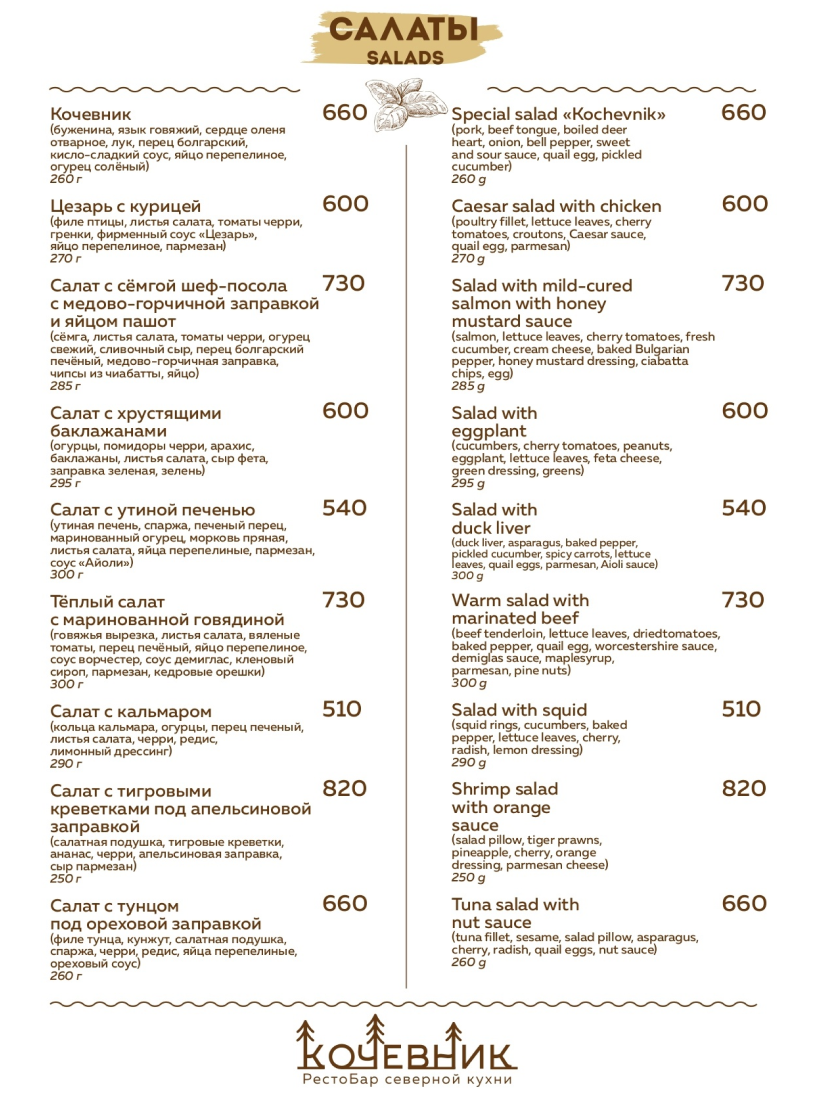 САЛАТЫ
SALADS
Кочевник 660
(буженина, язык говяжий, сердце оленя
отварное, лук, перец болгарский,
кисло-сладкий соус, яйцо перепелиное,
огурец солёный)
260 г
Цезарь с курицей 600
(филе птицы, листья салата, томаты черри,
гренки, фирменный соус «Цезарь»,
яйцо перепелиное, пармезан)
270 г
Салат с сёмгой шеф-посола 730
с медово-горчичной заправкой
и яйцом пашот
(сёмга, листья салата, томаты черри, огурец
свежий, сливочный сыр, перец болгарский
печёный, медово-горчичная заправка,
чипсы из чиабатты, яйцо)
285 г
Салат с хрустящими 600
баклажанами
(огурцы, помидоры черри, арахис,
баклажаны, листья салата, сыр фета,
заправка зеленая, зелень)
295 г
Салат с утиной печенью 540
(утиная печень, спаржа, печеный перец,
маринованный огурец, морковь пряная,
листья салата, яйца перепелиные, пармезан,
соус «Айоли»)
300 г
Тёплый салат 730
с маринованной говядиной
(говяжья вырезка, листья салата, вяленые
томаты, перец печёный, яйцо перепелиное,
соус ворчестер, соус демиглас, кленовый
сироп, пармезан, кедровые орешки)
300 г
Салат с кальмаром 510
(кольца кальмара, огурцы, перец печеный,
листья салата, черри, редис,
лимонный дрессинг)
290 г
Салат с тигровыми 820
креветками под апельсиновой
заправкой
(салатная подушка, тигровые креветки,
ананас, черри, апельсиновая заправка,
сыр пармезан)
250 г
Салат с тунцом 660
под ореховой заправкой
(филе тунца, кунжут, салатная подушка,
спаржа, черри, редис, яйца перепелиные,
ореховый соус)
260 г
Special salad «Kochevnik» 660
(pork, beef tongue, boiled deer
heart, onion, bell pepper, sweet
and sour sauce, quail egg, pickled
cucumber)
260 g
Caesar salad with chicken 600
(poultry fillet, lettuce leaves, cherry
tomatoes, croutons, Caesar sauce,
quail egg, parmesan)
270 g
Salad with mild-cured 730
salmon with honey
mustard sauce
(salmon, lettuce leaves, cherry tomatoes, fresh
cucumber, cream cheese, baked Bulgarian
pepper, honey mustard dressing, ciabatta
chips, egg)
285 g
Salad with 600
eggplant
(cucumbers, cherry tomatoes, peanuts,
eggplant, lettuce leaves, feta cheese,
green dressing, greens)
295 g
Salad with 540
duck liver
(duck liver, asparagus, baked pepper,
pickled cucumber, spicy carrots, lettuce
leaves, quail eggs, parmesan, Aioli sauce)
300 g
Warm salad with 730
marinated beef
(beef tenderloin, lettuce leaves, driedtomatoes,
baked pepper, quail egg, worcestershire sauce,
demiglas sauce, maplesyrup,
parmesan, pine nuts)
300 g
Salad with squid 510
(squid rings, cucumbers, baked
pepper, lettuce leaves, cherry,
radish, lemon dressing)
290 g
Shrimp salad 820
with orange
sauce
(salad pillow, tiger prawns,
pineapple, cherry, orange
dressing, parmesan cheese)
250 g
Tuna salad with 660
nut sauce
(tuna fillet, sesame, salad pillow, asparagus,
cherry, radish, quail eggs, nut sauce)
260 g
КОЧЕВНИК
РестоБар северной кухни